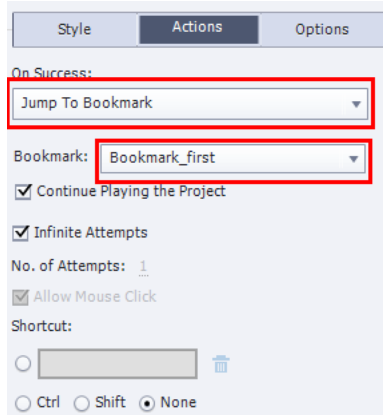 Style Actions Options
On Success:
Jump To Bookmark
Bookmark: Bookmark_first
Continue Playing the Project
Infinite Attempts
No. of Attempts: 1
Allow Mouse Click
Shortcut:
Ctrl Shift None